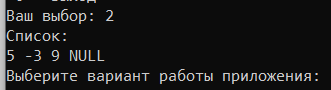 Ваш выбор: 2
Список:
5 -3 9 NULL
Выберите вариант работы приложения: